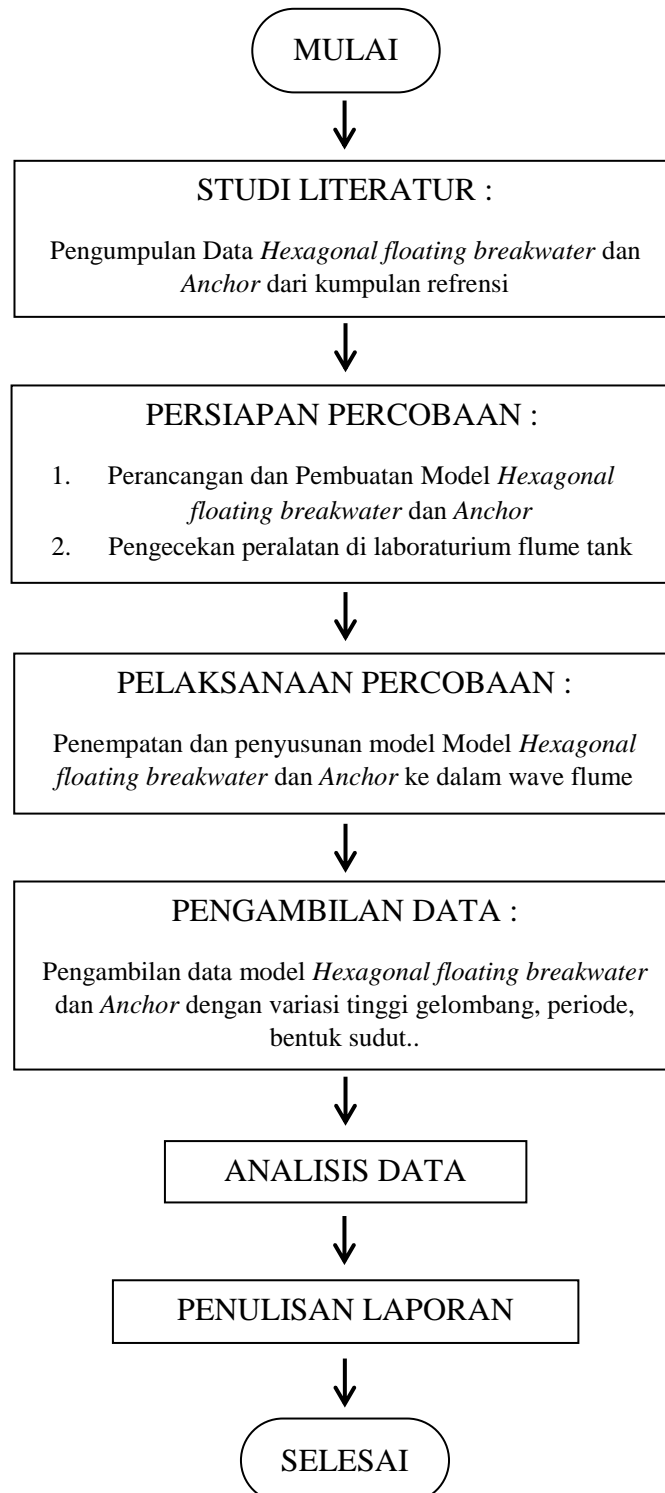 MULAI
STUDI LITERATUR :
Pengumpulan Data Hexagonal floating breakwater dan
Anchor dari kumpulan refrensi
PERSIAPAN PERCOBAAN :
1. Perancangan dan Pembuatan Model Hexagonal
floating breakwater dan Anchor
2. Pengecekan peralatan di laboraturium flume tank
PELAKSANAAN PERCOBAAN :
Penempatan dan penyusunan model Model Hexagonal
floating breakwater dan Anchor ke dalam wave flume
PENGAMBILAN DATA :
Pengambilan data model Hexagonal floating breakwater
dan Anchor dengan variasi tinggi gelombang, periode,
bentuk sudut..
ANALISIS DATA
PENULISAN LAPORAN
SELESAI